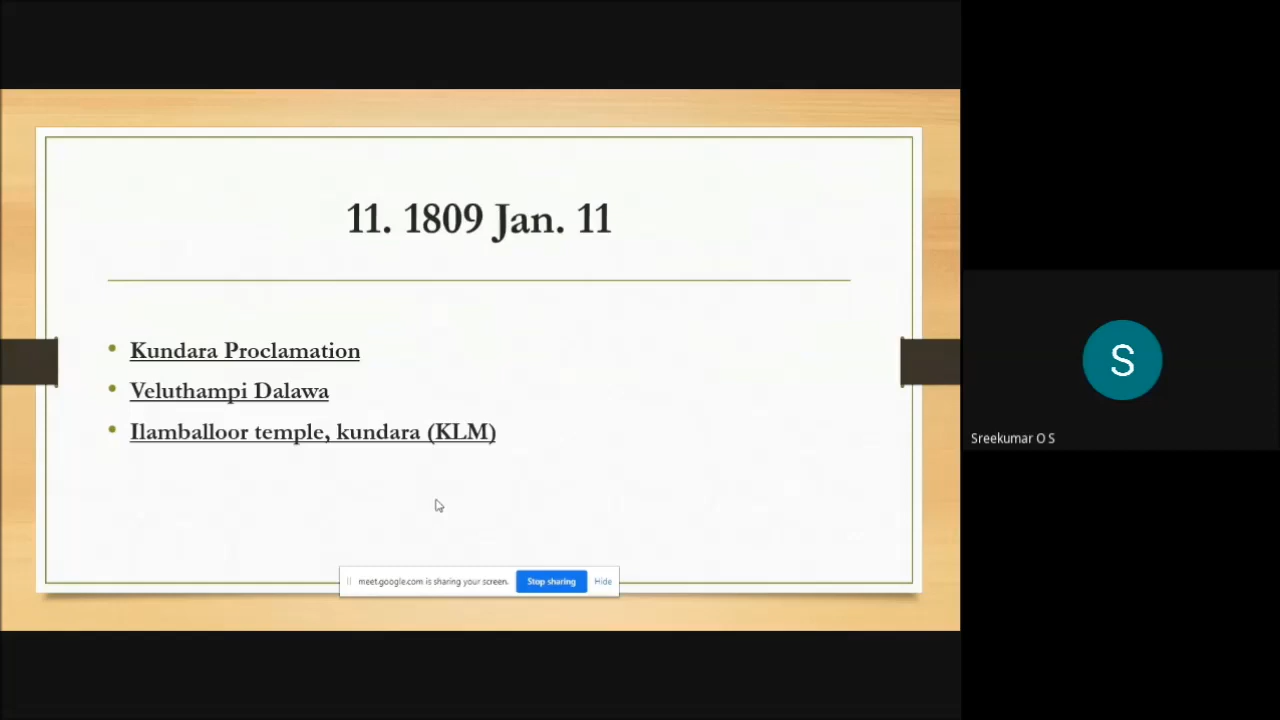 11. 1809 Jan. 11
Kundara Proclamation
Veluthampi Dalawa
Ilamballoor temple, kundara (KLM)
meet.google.com is sharing your screen. Stop sharing Hide
S
Sreekumar O S